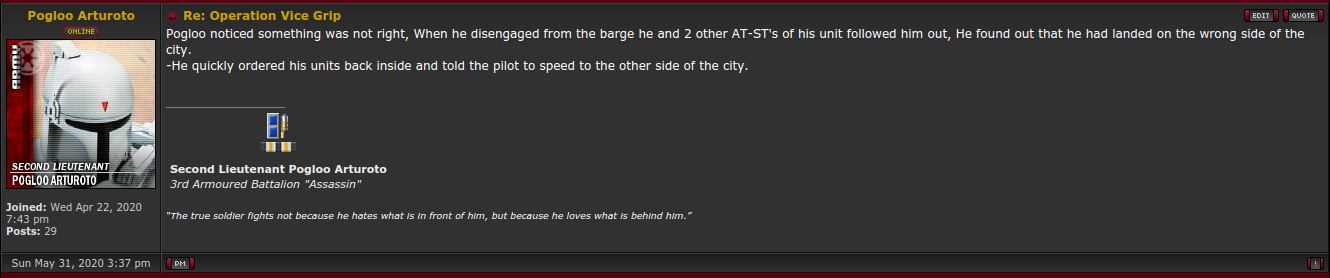 Pogloo Arturoto
ONLINE
ARMY
SECOND LIEUTENANT
POGLOO ARTUROTO
Joined: Wed Apr 22, 2020
7:43 pm
Posts: 29
Re: Operation Vice Grip
EDIT QUOTE
Pogloo noticed something was not right, When he disengaged from the barge he and 2 other AT-ST's of his unit followed him out, He found out that he had landed on the wrong side of the
city.
-He quickly ordered his units back inside and told the pilot to speed to the other side of the city.
Second Lieutenant Pogloo Arturoto
3rd Armoured Battalion "Assassin"
“The true soldier fights not because he hates what is in front of him, but because he loves what is behind him.”
Sun May 31, 2020 3:37 pm
PM !